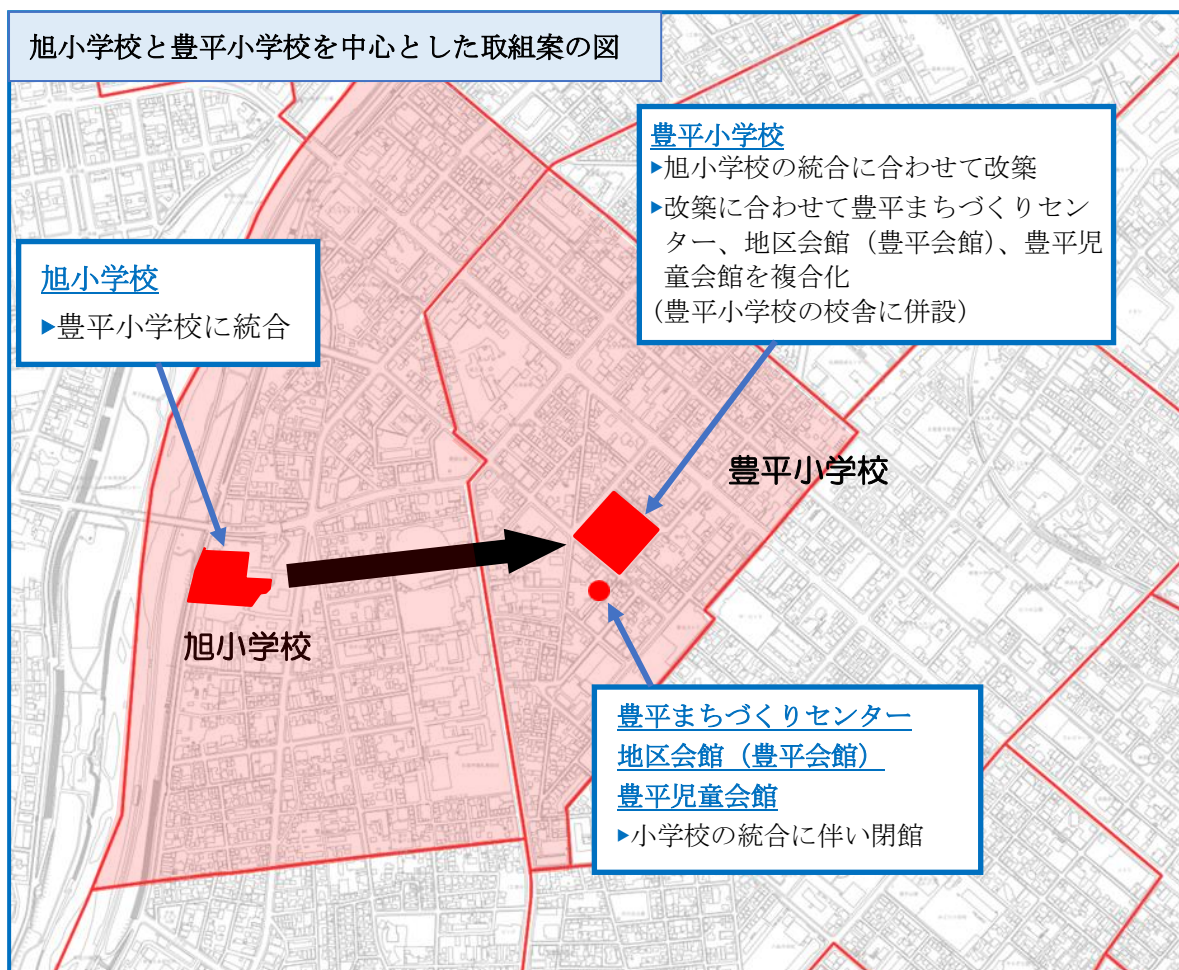 旭小学校と豊平小学校を中心とした取組案の図
豊平小学校
▶旭小学校の統合に合わせて改築
▶改築に合わせて豊平まちづくりセン
ター、地区会館（豊平会館）、豊平児
童会館を複合化
（豊平小学校の校舎に併設）
旭小学校
▶豊平小学校に統合
豊平小学校
旭小学校
豊平まちづくりセンター
地区会館（豊平会館）
豊平児童会館
▶小学校の統合に伴い閉館